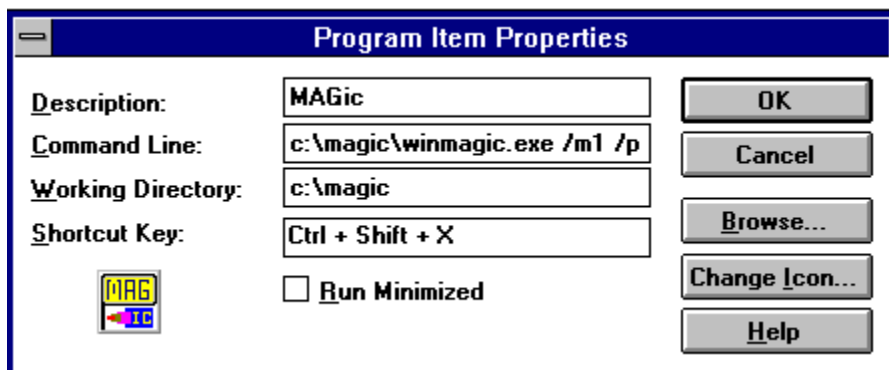 Program Item Properties
Description: MAGic OK
Command Line: c:\magic\winmagic.exe /m1 /p Cancel
Working Directory: c:\magic
Shortcut Key: Ctrl + Shift + X Browse...
MAG
IC
Run Minimized
Change Icon...
Help